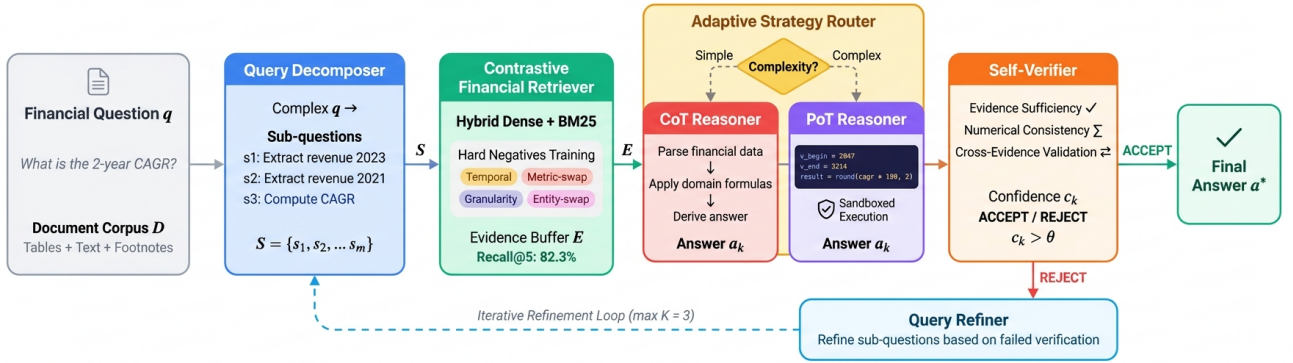 Financial Question q
What is the 2-year CAGR?
Document Corpus D
Tables + Text + Footnotes
Query Decomposer
Complex q →
Sub-questions
s1: Extract revenue 2023
s2: Extract revenue 2021
s3: Compute CAGR
S = {s₁, s₂, ... sₘ}
S
Contrastive
Financial Retriever
Hybrid Dense + BM25
Hard Negatives Training
Temporal
Metric-swap
Granularity
Entity-swap
Evidence Buffer E
Recall@5: 82.3%
E
Adaptive Strategy Router
Simple
Complexity?
Complex
CoT Reasoner
Parse financial data
↓
Apply domain formulas
↓
Derive answer
Answer aₖ
PoT Reasoner
v_begin = 2847
v_end = 3214
result = round(cagr * 100, 2)
Sandboxed
Execution
Answer aₖ
Self-Verifier
Evidence Sufficiency ✓
Numerical Consistency Σ
Cross-Evidence Validation ⇄
Confidence cₖ
ACCEPT / REJECT
cₖ > θ
ACCEPT
Final
Answer a*
REJECT
Query Refiner
Refine sub-questions based on failed verification
Iterative Refinement Loop (max K = 3)